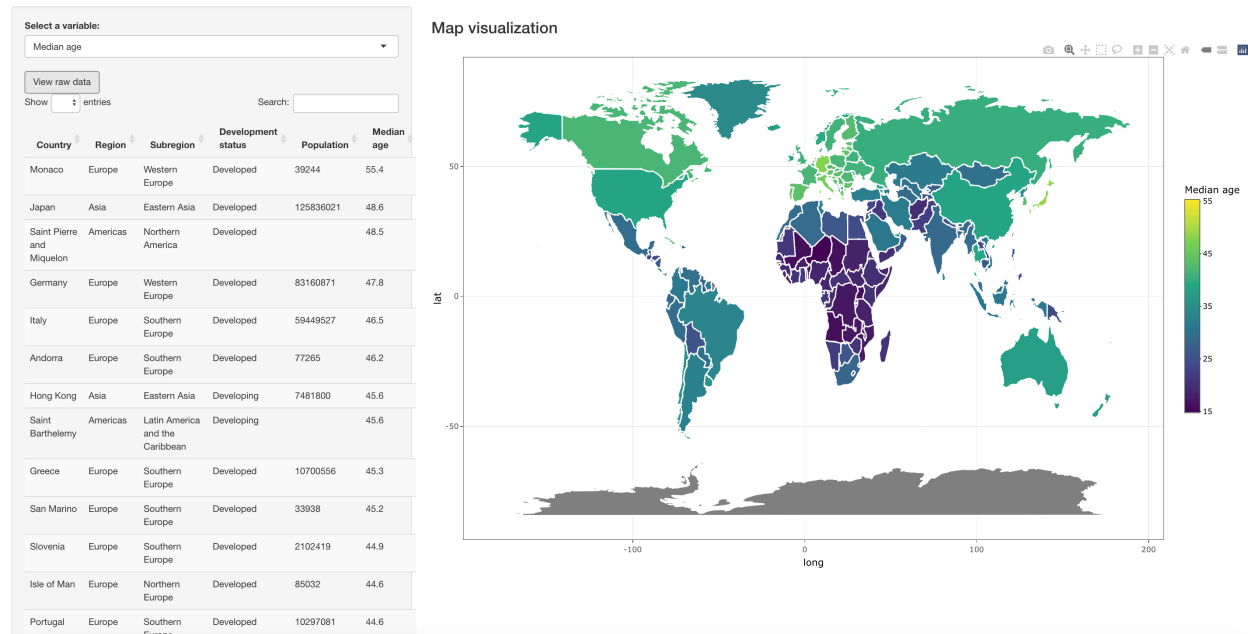 Select a variable:
Median age
View raw data
Show entries Search:
Country Region Subregion Development status Population Median age
Monaco Europe Western Europe Developed 39244 55.4
Japan Asia Eastern Asia Developed 125836021 48.6
Saint Pierre and Miquelon Americas Northern America Developed 48.5
Germany Europe Western Europe Developed 83160871 47.8
Italy Europe Southern Europe Developed 59449527 46.5
Andorra Europe Southern Europe Developed 77265 46.2
Hong Kong Asia Eastern Asia Developing 7481800 45.6
Saint Barthelemy Americas Latin America and the Caribbean Developing 45.6
Greece Europe Southern Europe Developed 10700556 45.3
San Marino Europe Southern Europe Developed 33938 45.2
Slovenia Europe Southern Europe Developed 2102419 44.9
Isle of Man Europe Northern Europe Developed 85032 44.6
Portugal Europe Southern Europe Developed 10297081 44.6
Map visualization
50
0
-50
lat
-100 0 100 200
long
Median age
55
45
35
25
15